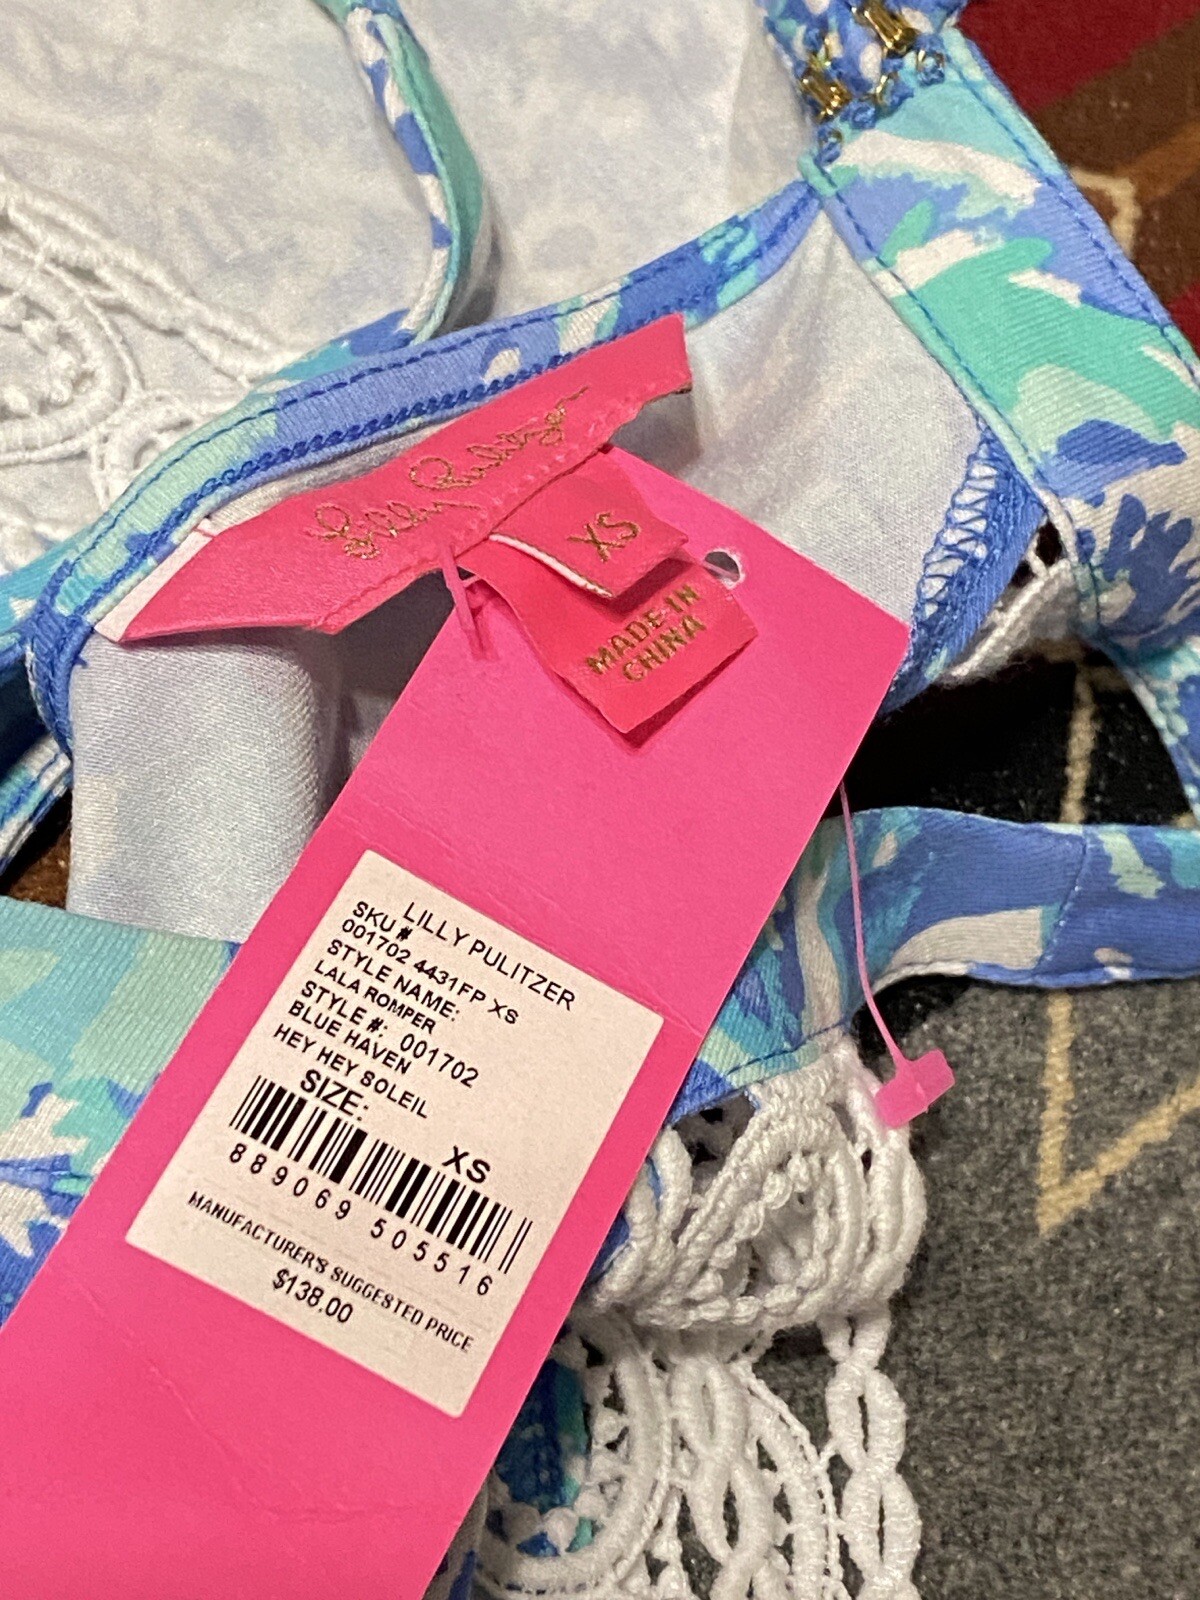 Lilly Pulitzer
XS
MADE IN
CHINA
LILLY PULITZER
SKU #
001702 4431FP XS
STYLE NAME:
LALA ROMPER
STYLE #: 001702
BLUE HAVEN
HEY HEY SOLEIL
SIZE: XS
889069 505516
MANUFACTURER'S SUGGESTED PRICE
$138.00